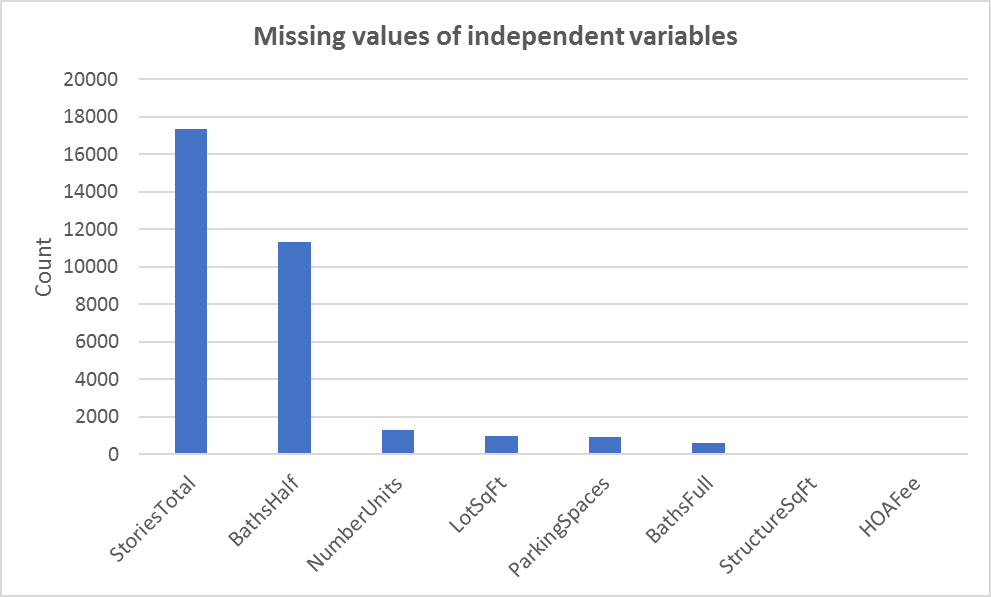 Missing values of independent variables
20000
18000
16000
14000
12000
10000
8000
6000
4000
2000
0
Count
StoriesTotal
BathsHalf
NumberUnits
LotSqFt
ParkingSpaces
BathsFull
StructureSqFt
HOAFee